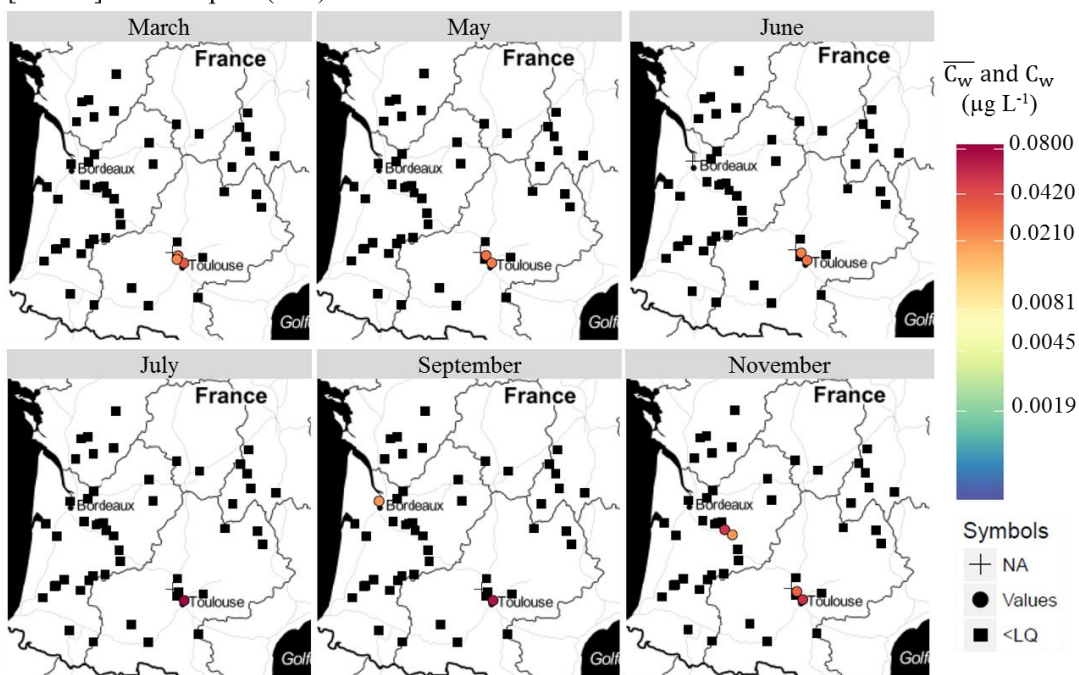 March
May
June
France
France
France
Bordeaux
Bordeaux
Bordeaux
Toulouse
Toulouse
Toulouse
Golf
Golf
Golf
July
September
November
France
France
France
Bordeaux
Bordeaux
Bordeaux
Toulouse
Toulouse
Toulouse
Golf
Golf
Golf
C̅w̅ and Cw
(µg L⁻¹)
0.0800
0.0420
0.0210
0.0081
0.0045
0.0019
Symbols
NA
Values
<LQ